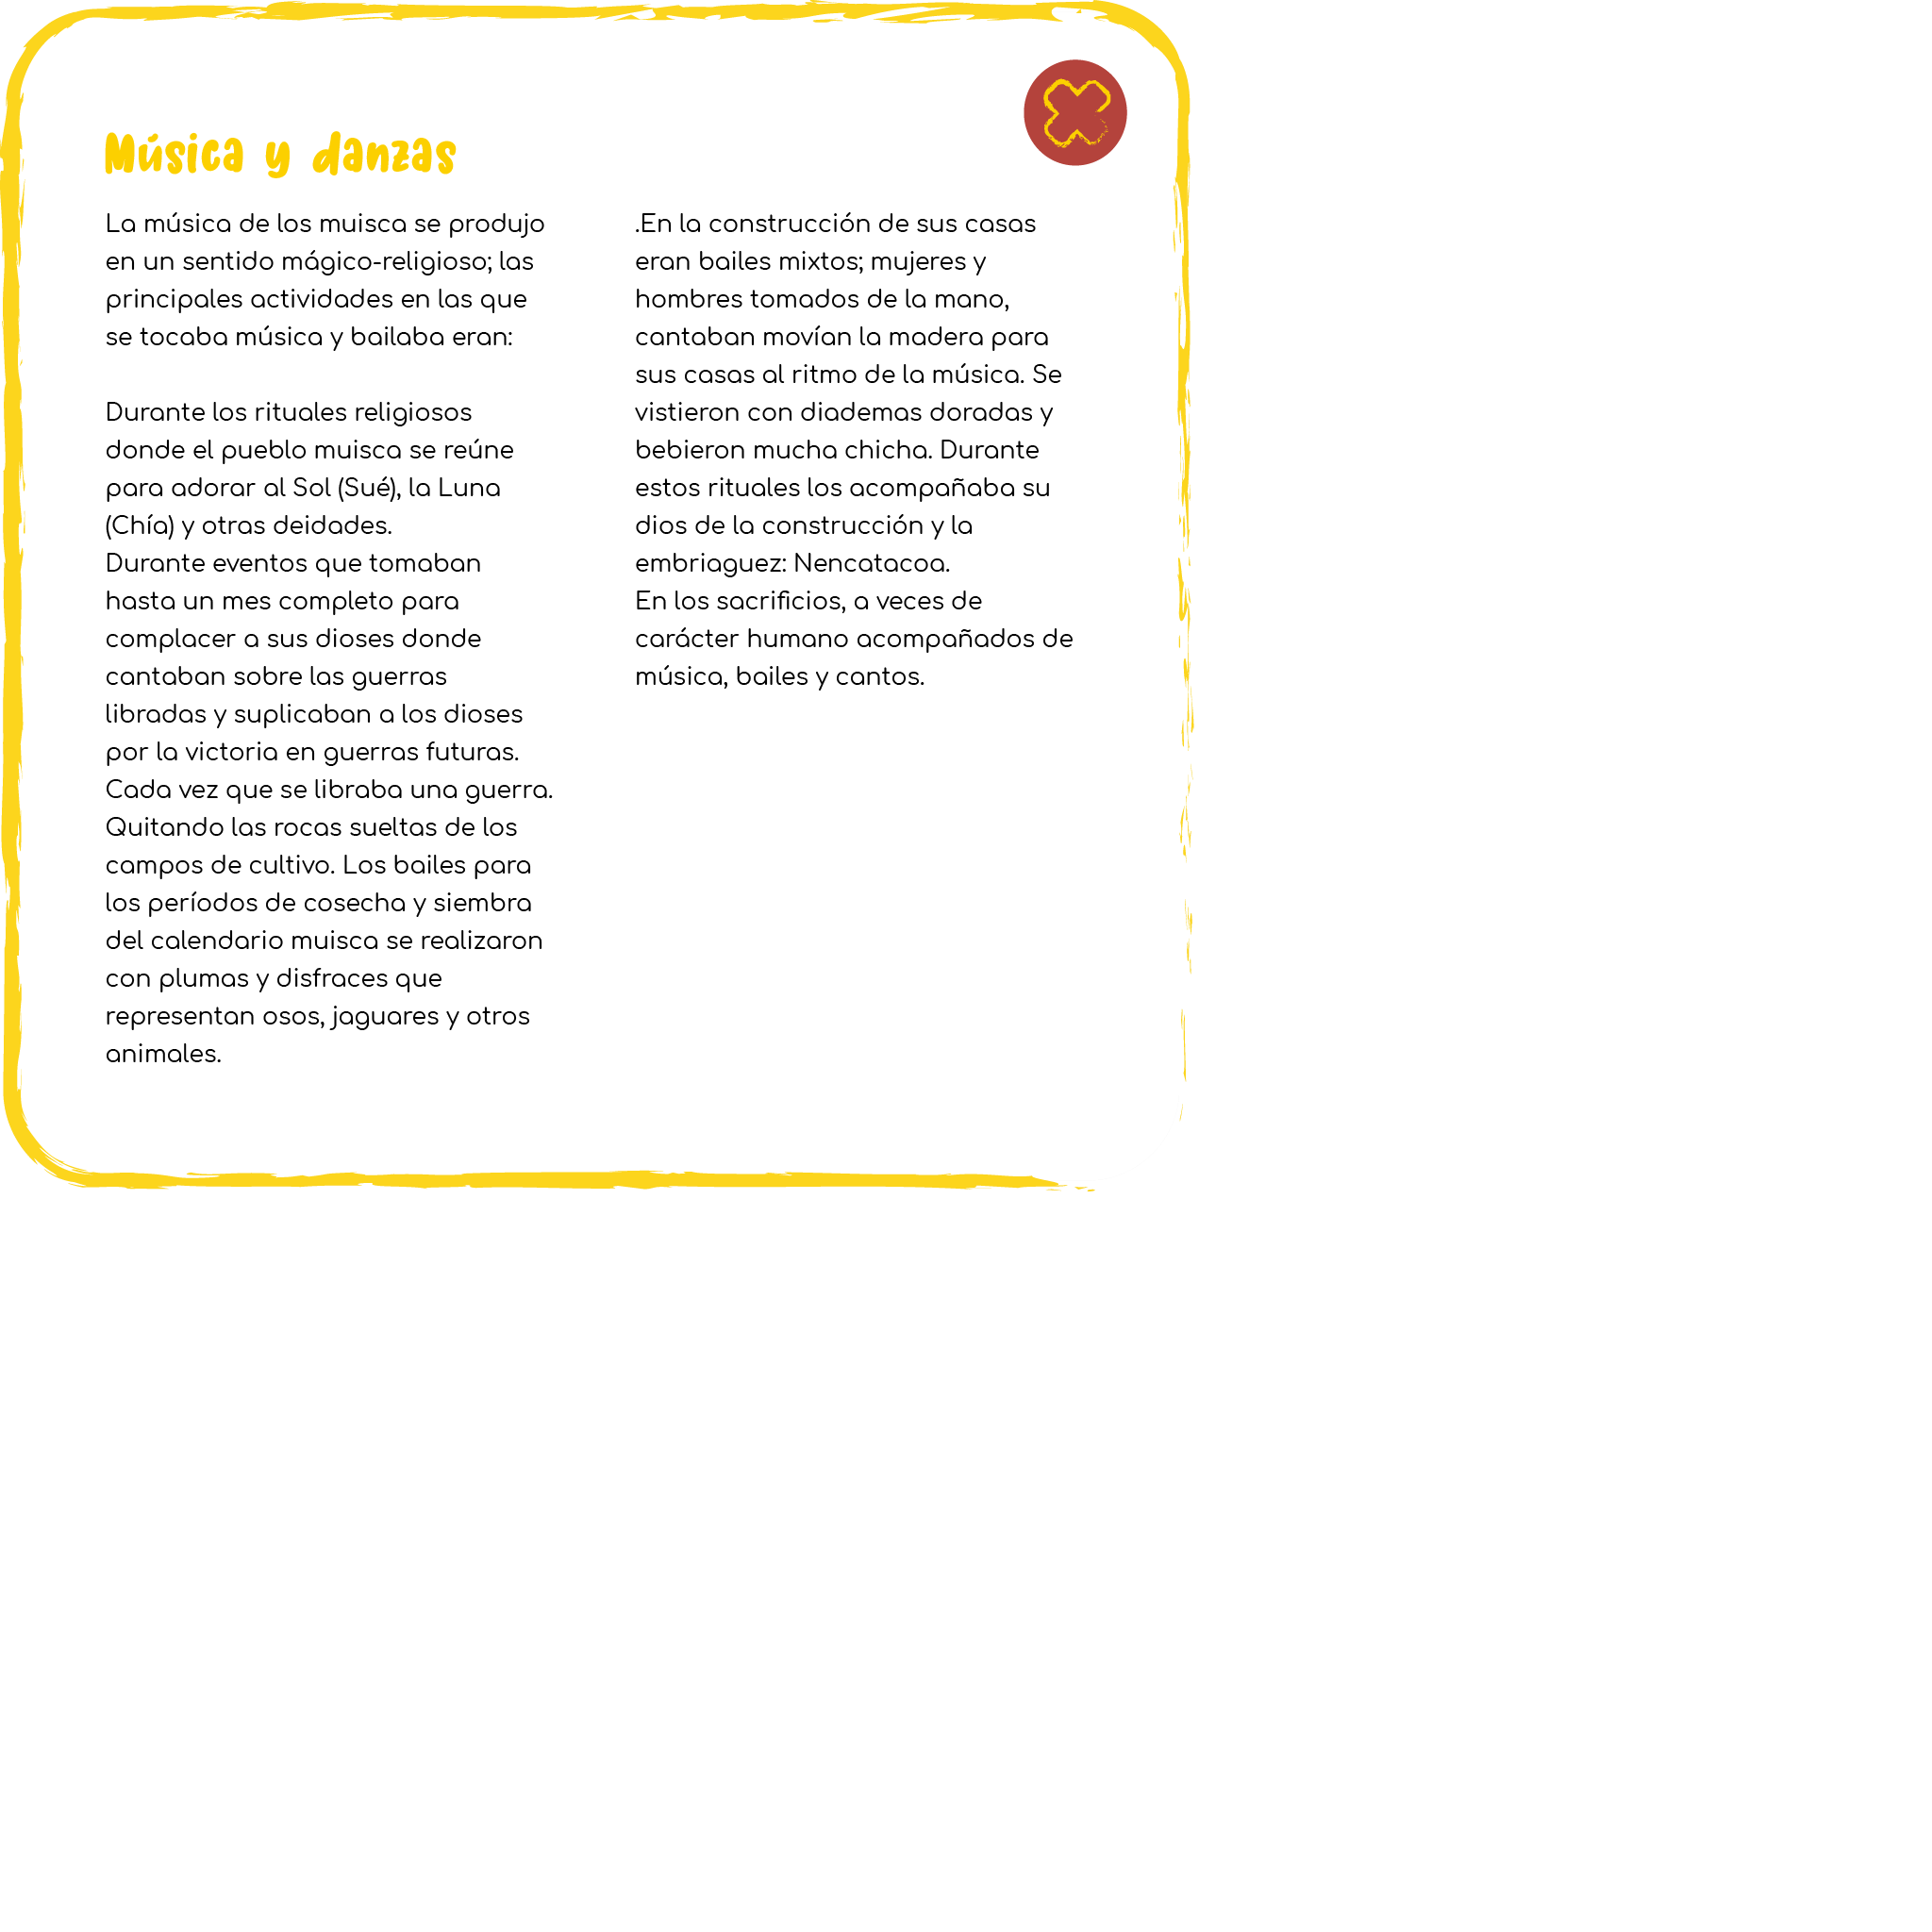 Música y danzas
La música de los muisca se produjo
en un sentido mágico-religioso; las
principales actividades en las que
se tocaba música y bailaba eran:
Durante los rituales religiosos
donde el pueblo muisca se reúne
para adorar al Sol (Sué), la Luna
(Chía) y otras deidades.
Durante eventos que tomaban
hasta un mes completo para
complacer a sus dioses donde
cantaban sobre las guerras
libradas y suplicaban a los dioses
por la victoria en guerras futuras.
Cada vez que se libraba una guerra.
Quitando las rocas sueltas de los
campos de cultivo. Los bailes para
los períodos de cosecha y siembra
del calendario muisca se realizaron
con plumas y disfraces que
representan osos, jaguares y otros
animales.
.En la construcción de sus casas
eran bailes mixtos; mujeres y
hombres tomados de la mano,
cantaban movían la madera para
sus casas al ritmo de la música. Se
vistieron con diademas doradas y
bebieron mucha chicha. Durante
estos rituales los acompañaba su
dios de la construcción y la
embriaguez: Nencatacoa.
En los sacrificios, a veces de
carácter humano acompañados de
música, bailes y cantos.